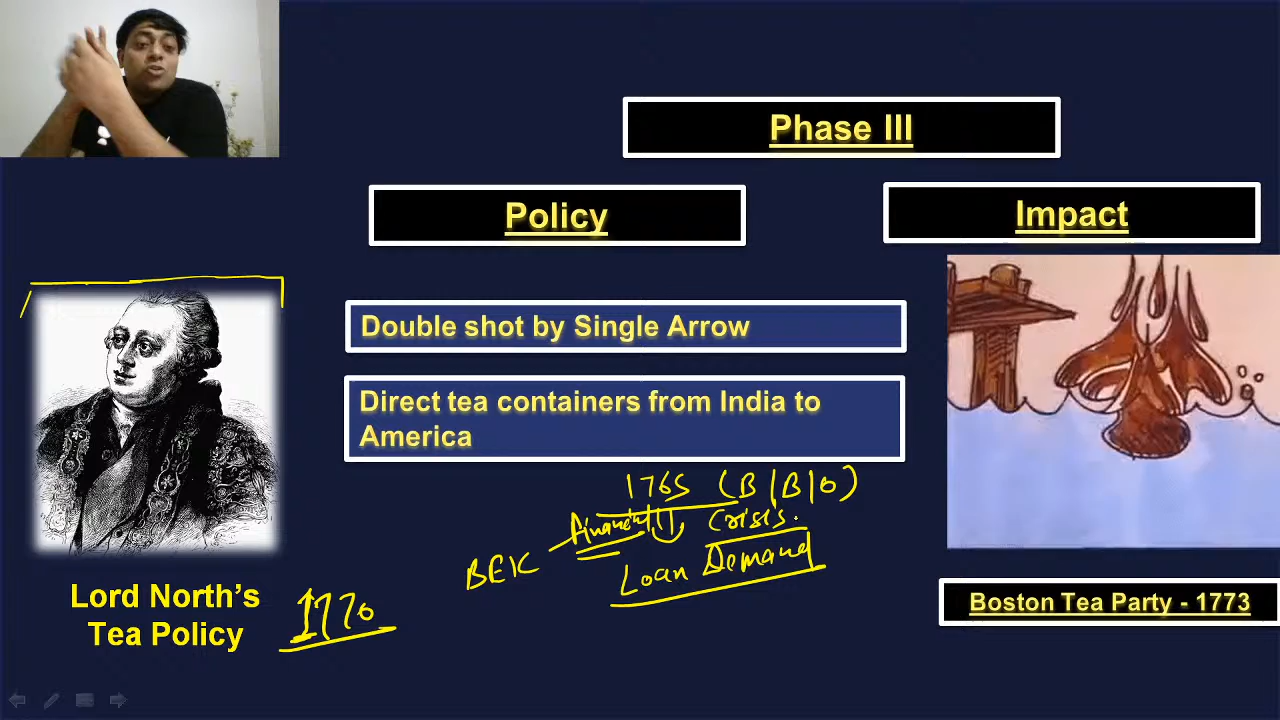 Phase III
Policy
Impact
Double shot by Single Arrow
Direct tea containers from India to
America
1765 (B|B|O)
Financial Crisis.
BEIC
Loan Demand
Lord North's
Tea Policy
1770
Boston Tea Party - 1773